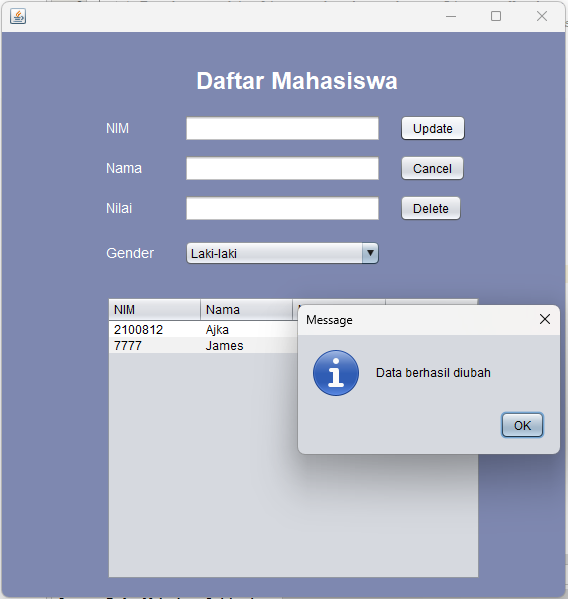 Daftar Mahasiswa
NIM
Update
Nama
Cancel
Nilai
Delete
Gender
Laki-laki
NIM Nama
2100812 Ajka
7777 James
Message
Data berhasil diubah
OK